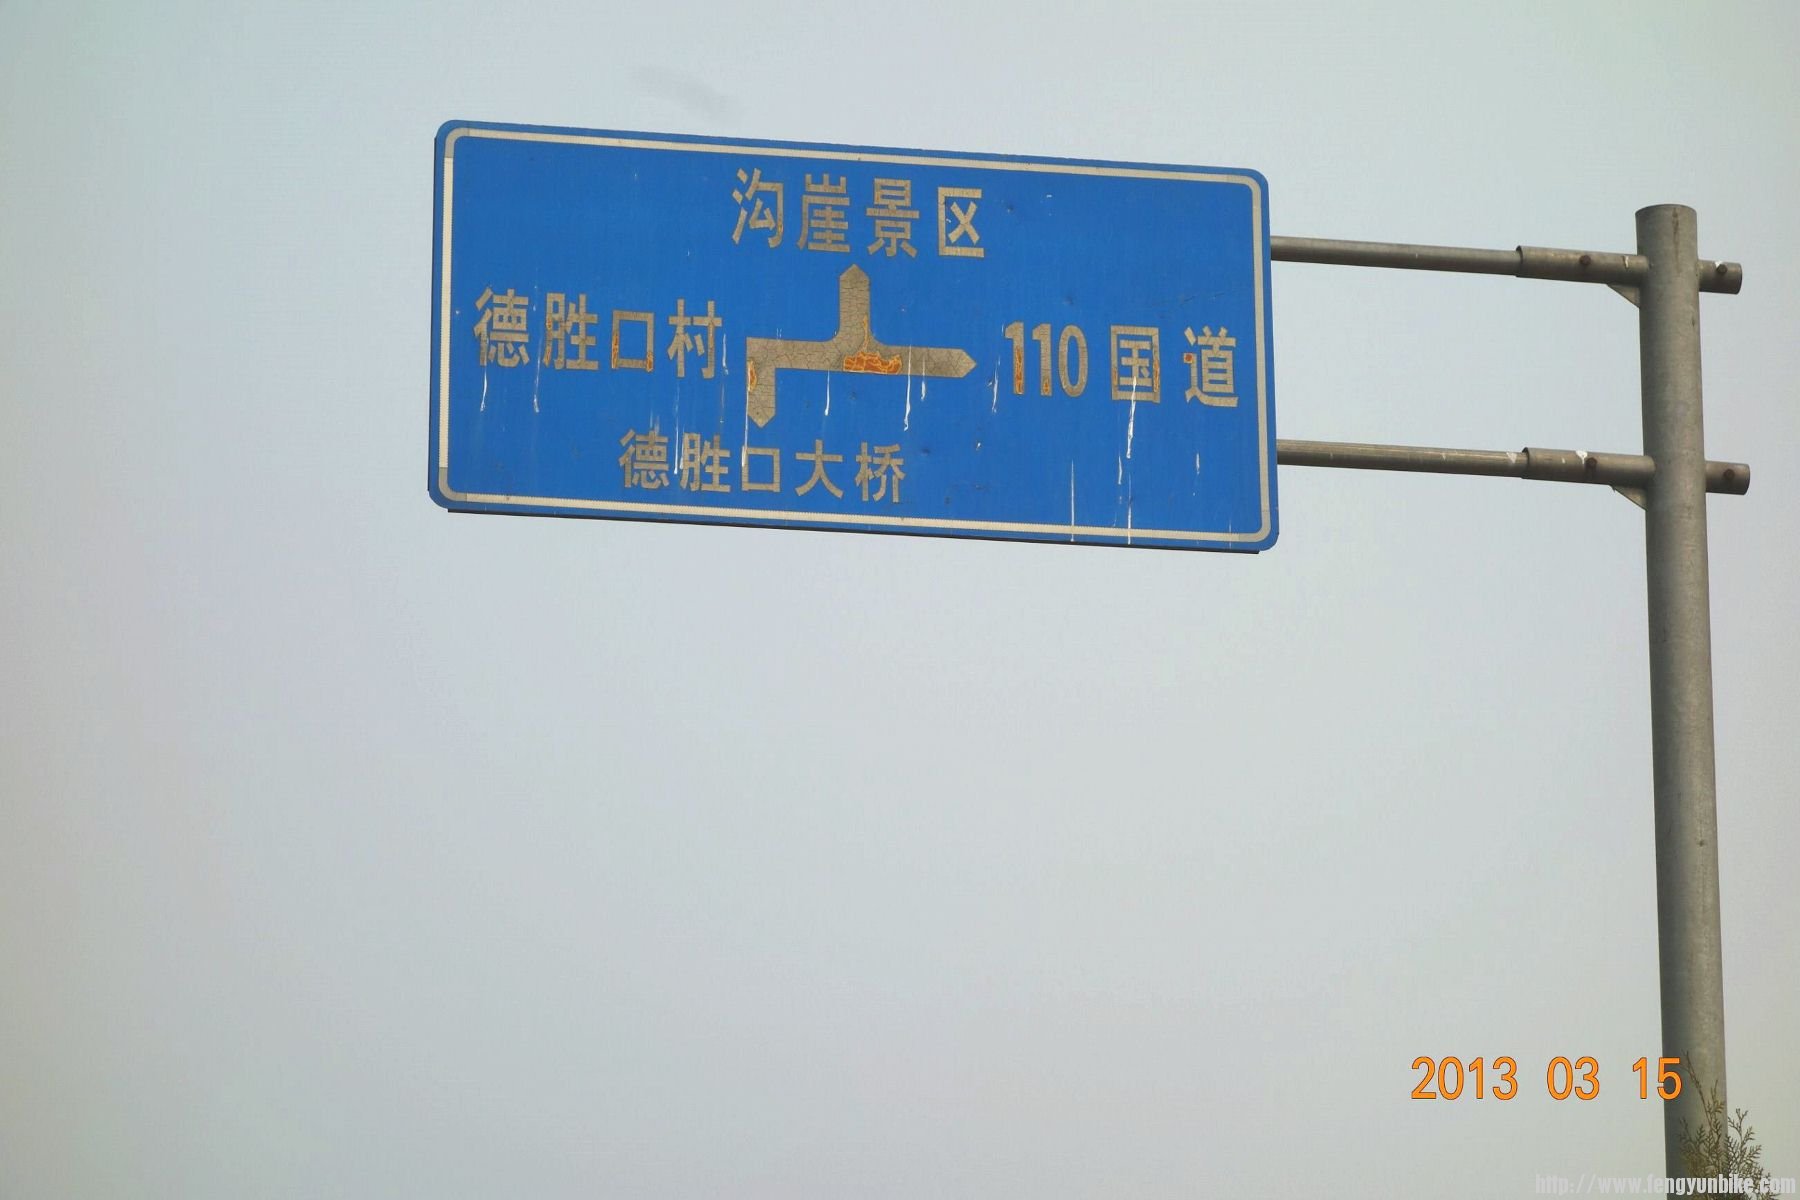 沟崖景区
德胜口村
110国道
德胜口大桥
2013 03 15
http://www.fengyunbike.com